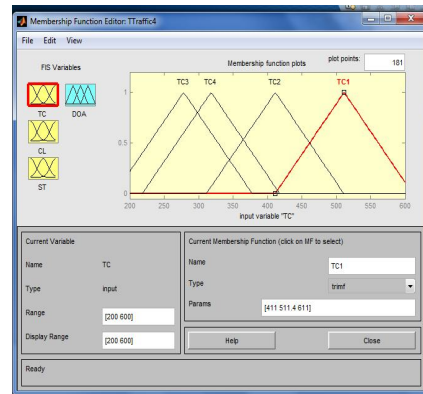 Membership Function Editor: TTraffic4
File Edit View
FIS Variables
Membership function plots
plot points:
181
TC
DOA
CL
ST
TC3 TC4 TC2 TC1
1
0.5
0
200 250 300 350 400 450 500 550 600
input variable "TC"
Current Variable
Name TC
Type input
Range [200 600]
Display Range [200 600]
Current Membership Function (click on MF to select)
Name TC1
Type trimf
Params [411 511.4 611]
Help Close
Ready